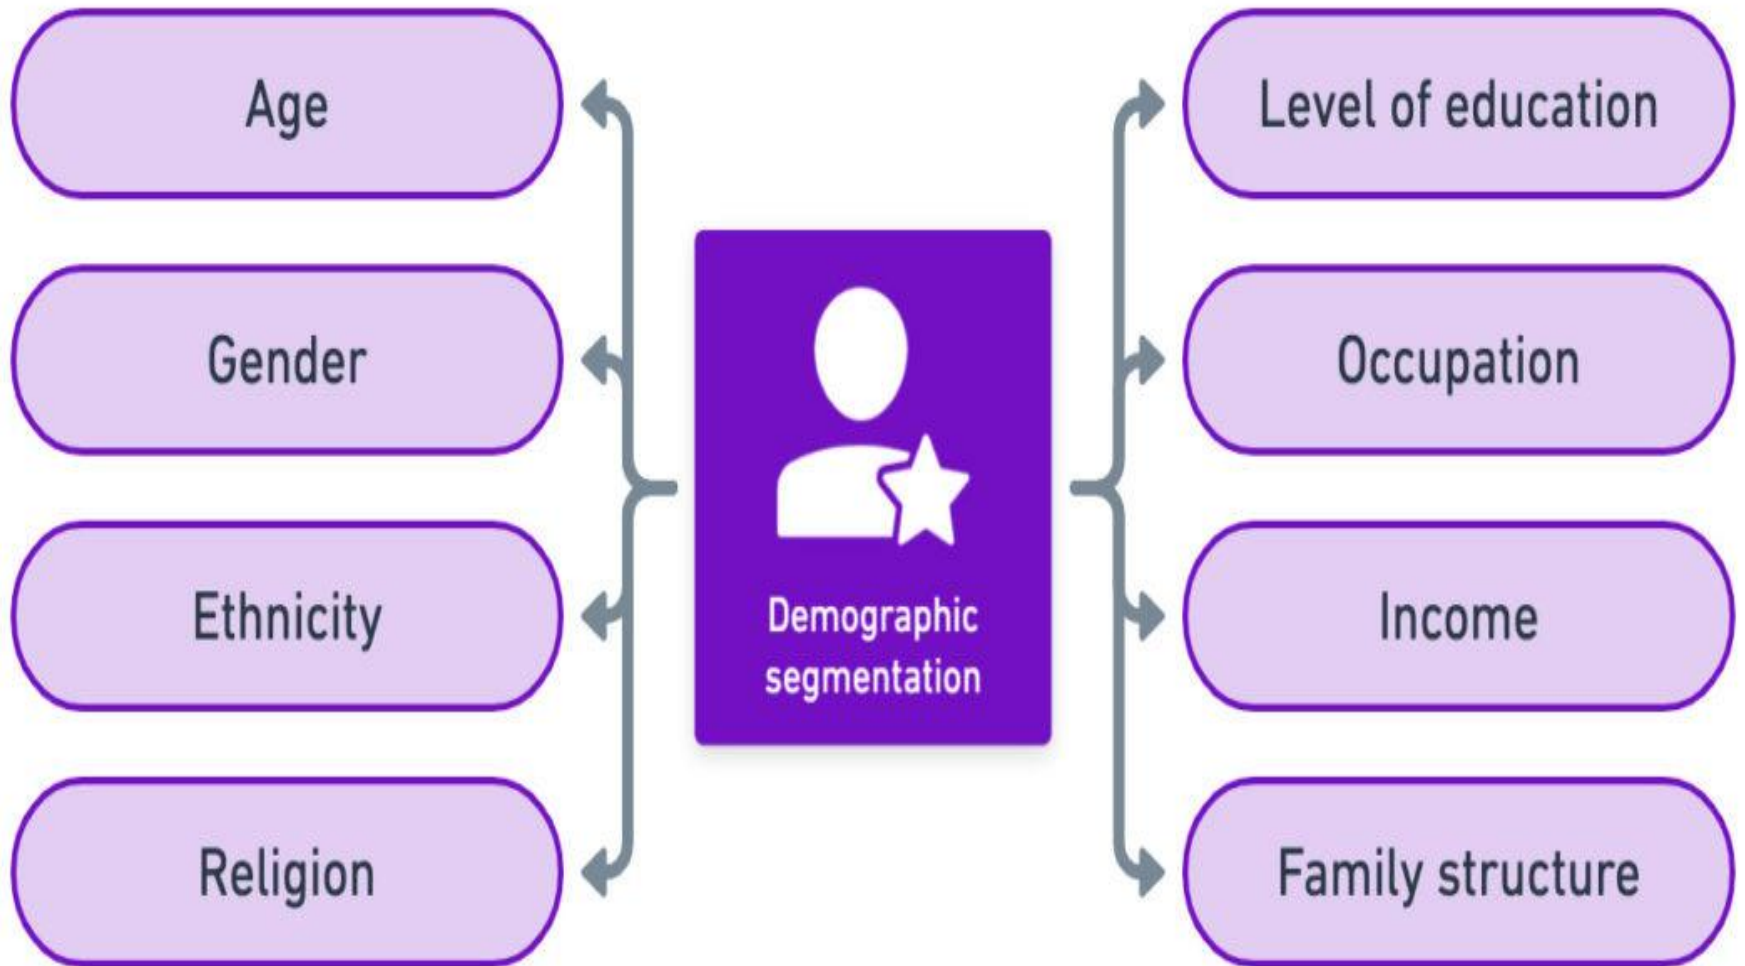 Age
Gender
Ethnicity
Religion
Demographic
segmentation
Level of education
Occupation
Income
Family structure